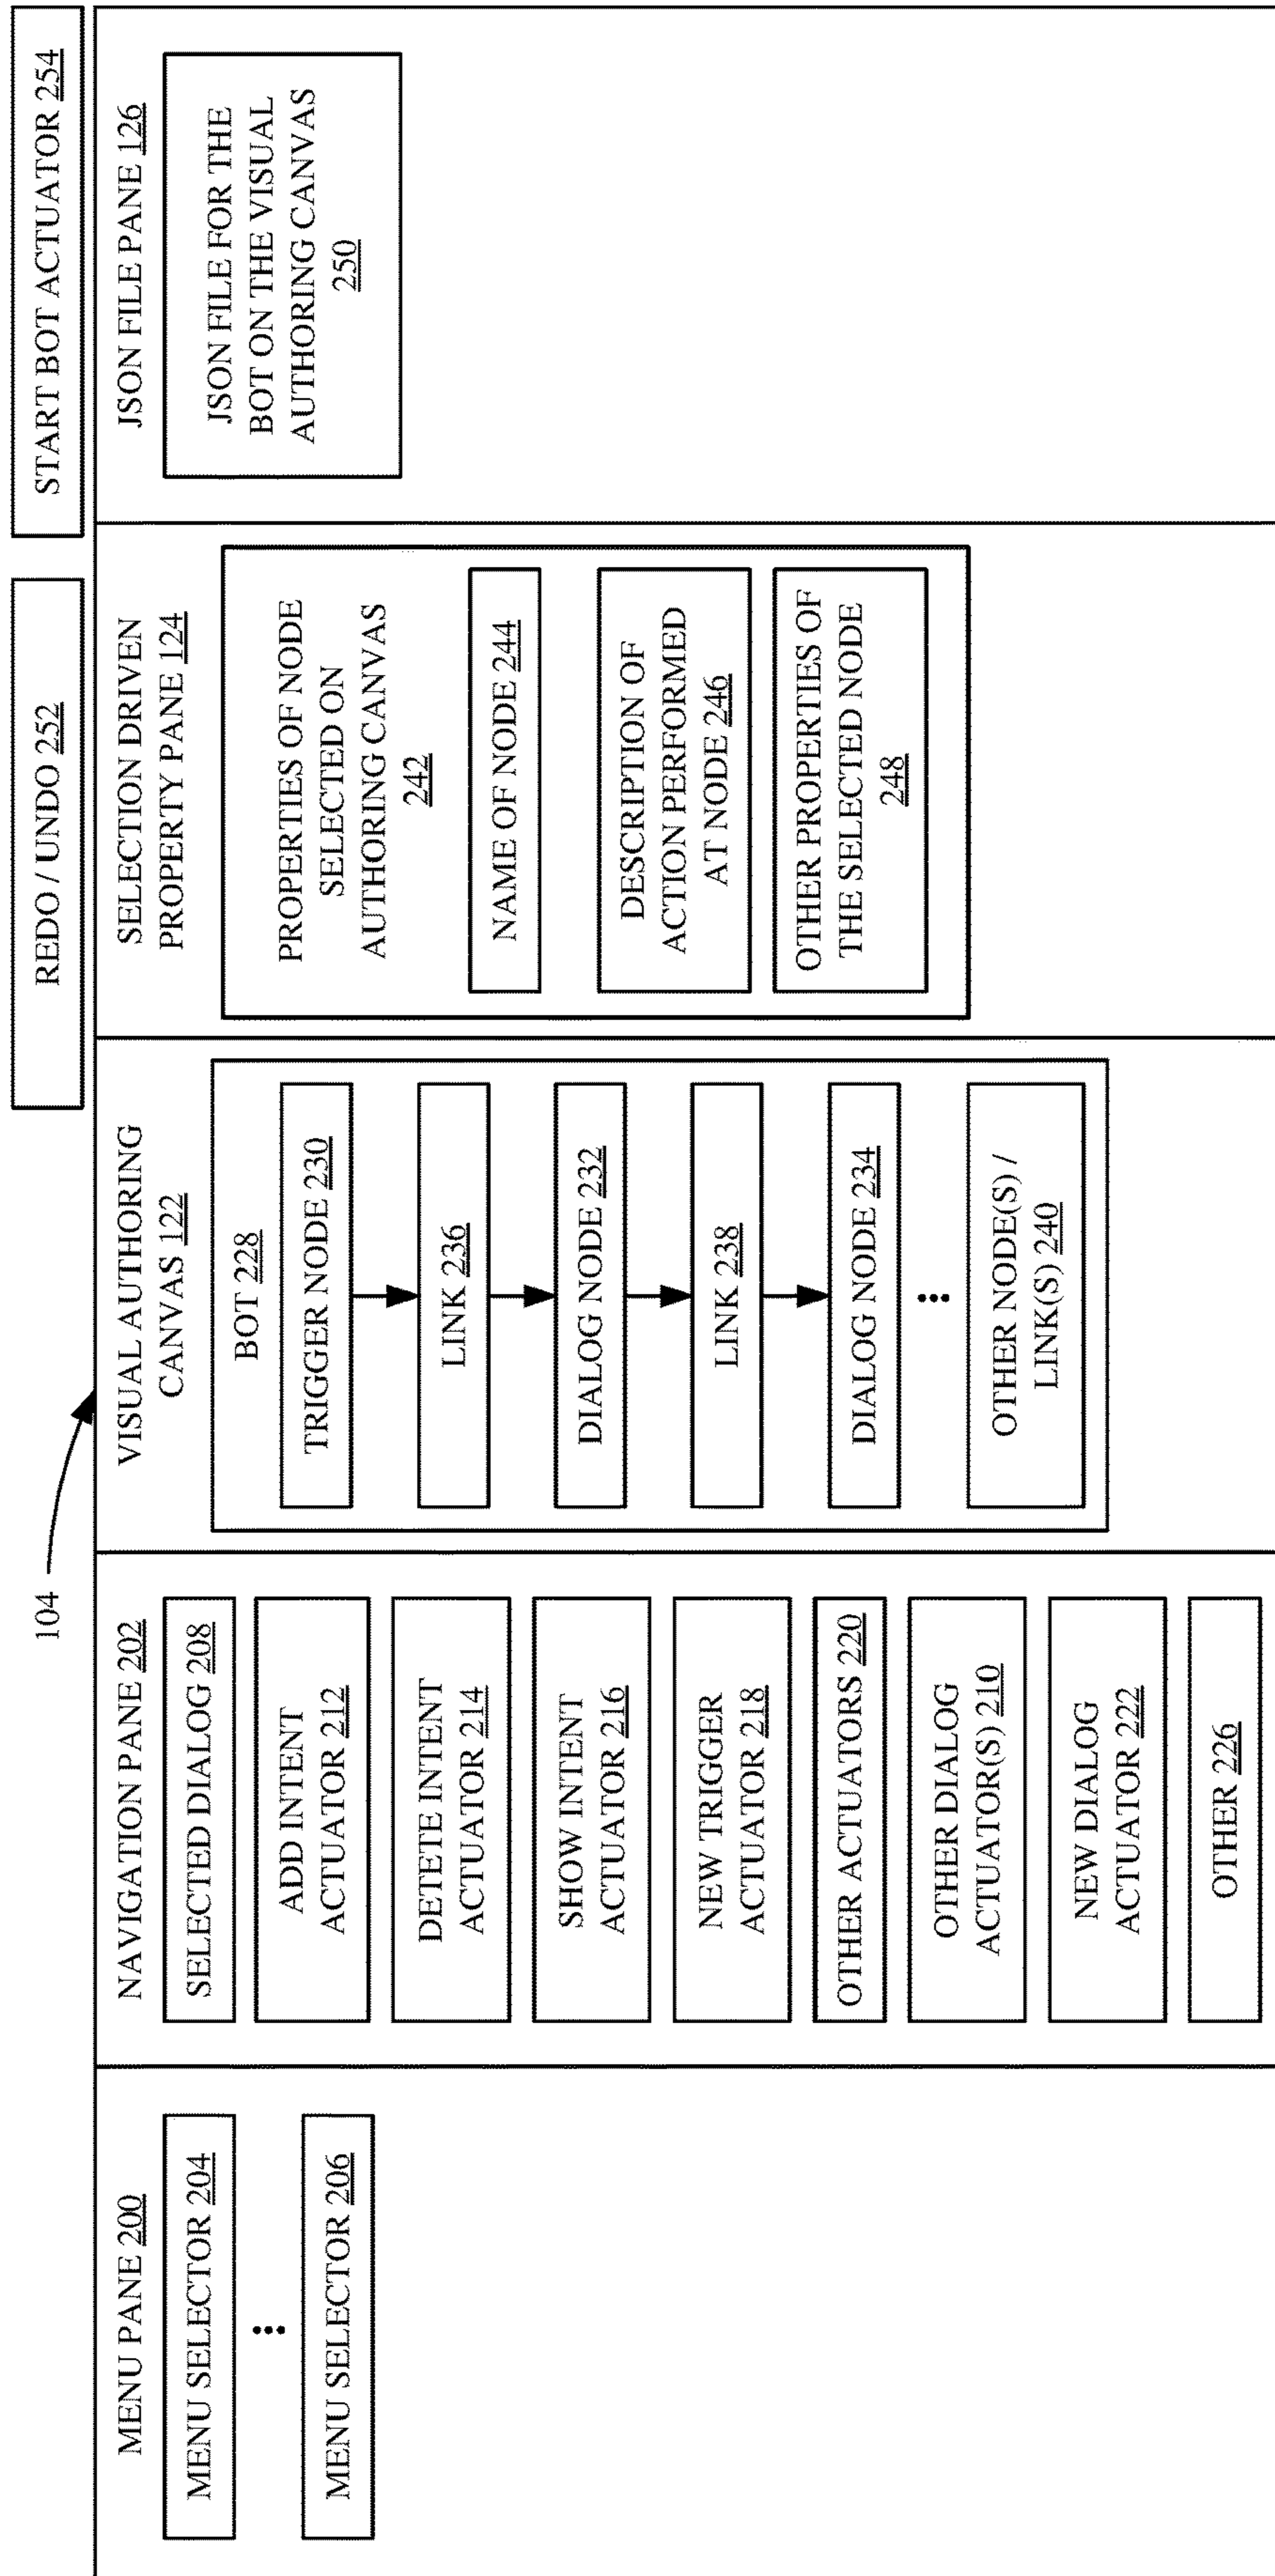 104
REDO / UNDO 252
START BOT ACTUATOR 254
MENU PANE 200
MENU SELECTOR 204
MENU SELECTOR 206
NAVIGATION PANE 202
SELECTED DIALOG 208
ADD INTENT
ACTUATOR 212
DETETE INTENT
ACTUATOR 214
SHOW INTENT
ACTUATOR 216
NEW TRIGGER
ACTUATOR 218
OTHER ACTUATORS 220
OTHER DIALOG
ACTUATOR(S) 210
NEW DIALOG
ACTUATOR 222
OTHER 226
VISUAL AUTHORING
CANVAS 122
BOT 228
TRIGGER NODE 230
LINK 236
DIALOG NODE 232
LINK 238
DIALOG NODE 234
OTHER NODE(S) /
LINK(S) 240
SELECTION DRIVEN
PROPERTY PANE 124
PROPERTIES OF NODE
SELECTED ON
AUTHORING CANVAS
242
NAME OF NODE 244
DESCRIPTION OF
ACTION PERFORMED
AT NODE 246
OTHER PROPERTIES OF
THE SELECTED NODE
248
JSON FILE PANE 126
JSON FILE FOR THE
BOT ON THE VISUAL
AUTHORING CANVAS
250